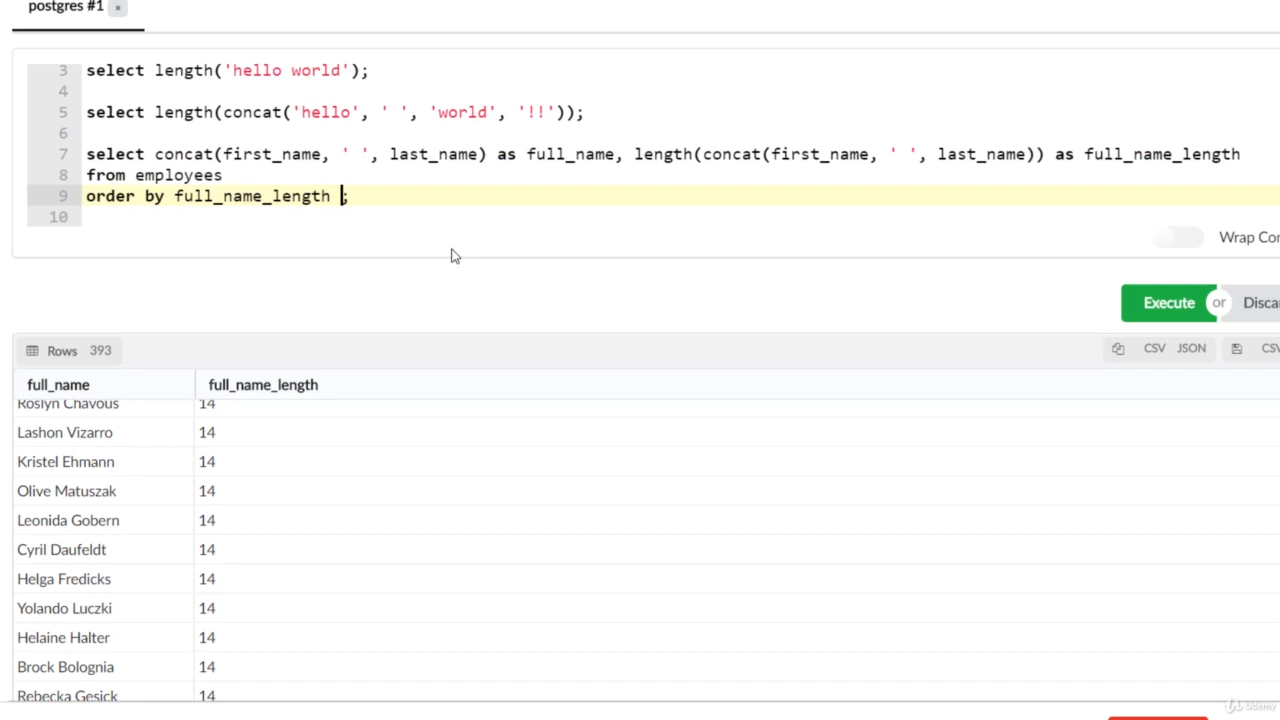 postgres #1 ×
3 select length('hello world');
4
5 select length(concat('hello', ' ', 'world', '!!'));
6
7 select concat(first_name, ' ', last_name) as full_name, length(concat(first_name, ' ', last_name)) as full_name_length
8 from employees
9 order by full_name_length ;
10
Wrap Con
Execute or Discar
Rows 393 CSV JSON CSV
full_name full_name_length
Roslyn Chavous 14
Lashon Vizarro 14
Kristel Ehmann 14
Olive Matuszak 14
Leonida Gobern 14
Cyril Daufeldt 14
Helga Fredicks 14
Yolando Luczki 14
Helaine Halter 14
Brock Bolognia 14
Rebecka Gesick 14
Udemy